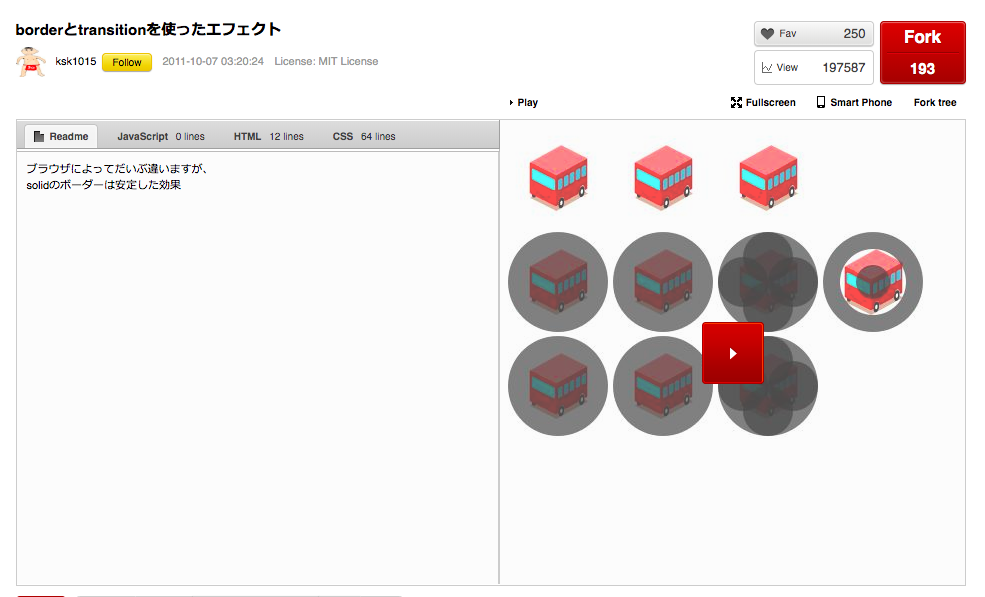 borderとtransitionを使ったエフェクト
ksk1015 Follow 2011-10-07 03:20:24 License: MIT License
Fav 250
View 197587
Fork
193
Play Fullscreen Smart Phone Fork tree
Readme JavaScript 0 lines HTML 12 lines CSS 64 lines
ブラウザによってだいぶ違いますが、
solidのボーダーは安定した効果